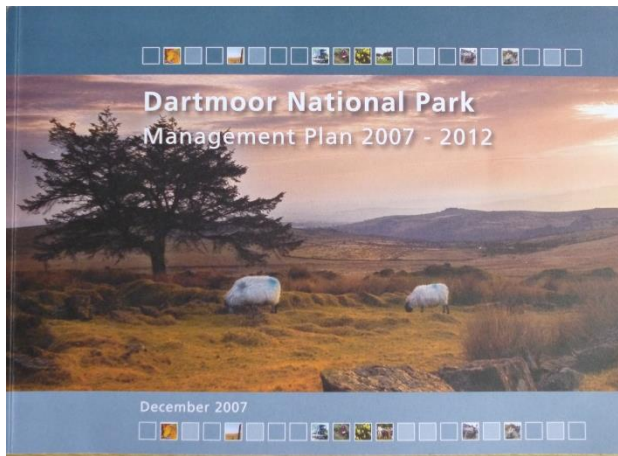 Dartmoor National Park
Management Plan 2007 - 2012
December 2007